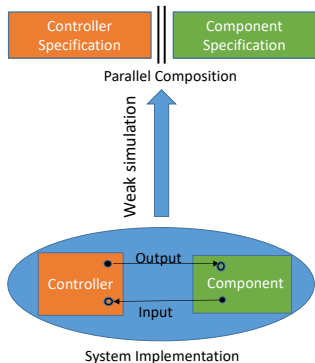 Controller
Specification
Component
Specification
Parallel Composition
Weak simulation
Output
Controller
Component
Input
System Implementation